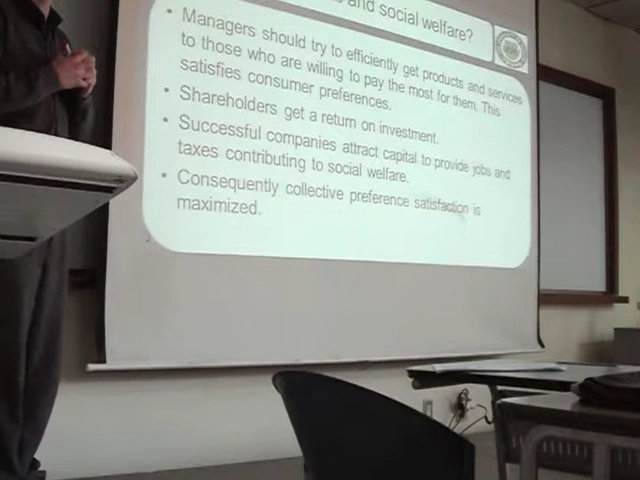 and social welfare?
• Managers should try to efficiently get products and services
to those who are willing to pay the most for them. This
satisfies consumer preferences.
• Shareholders get a return on investment.
• Successful companies attract capital to provide jobs and
taxes contributing to social welfare.
• Consequently collective preference satisfaction is
maximized.